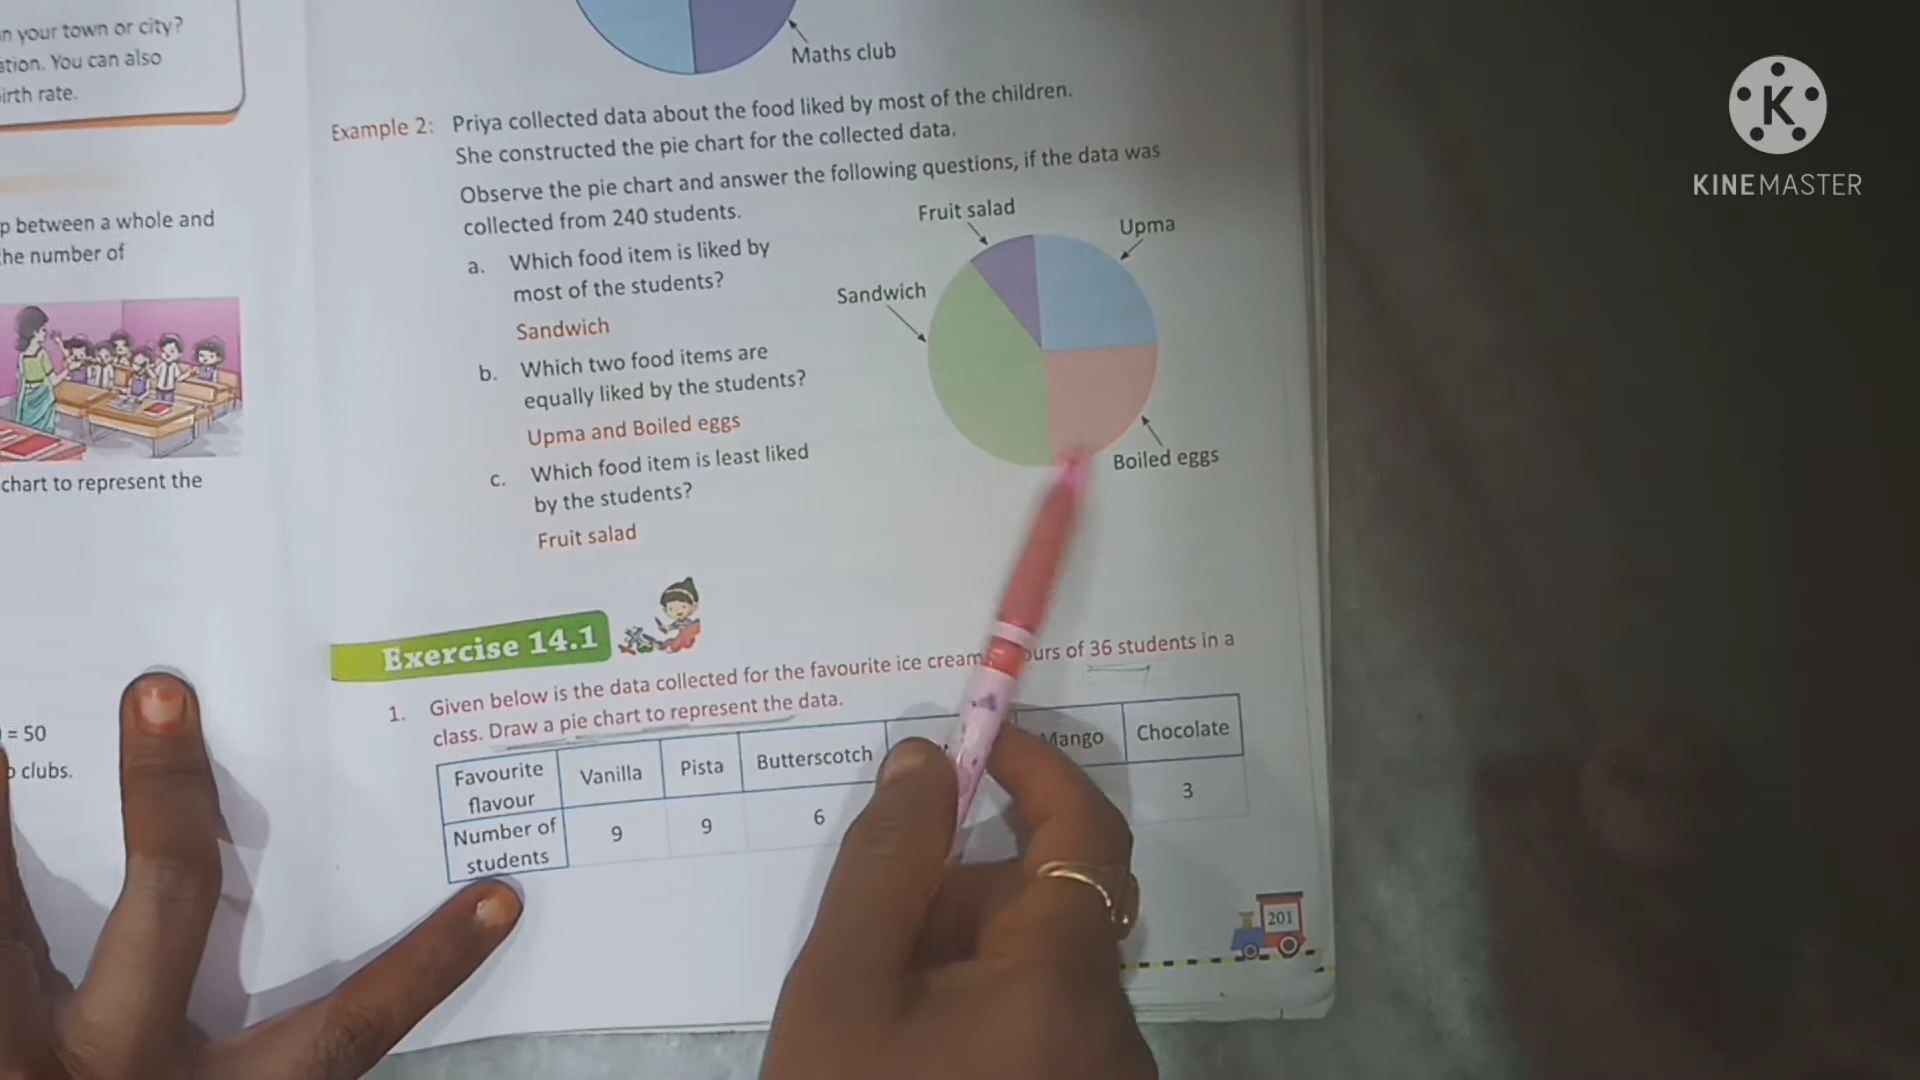 n your town or city?
ation. You can also
irth rate.
p between a whole and
he number of
chart to represent the
= 50
clubs.
Maths club
Example 2: Priya collected data about the food liked by most of the children.
She constructed the pie chart for the collected data.
Observe the pie chart and answer the following questions, if the data was
collected from 240 students.
a. Which food item is liked by
most of the students?
Sandwich
b. Which two food items are
equally liked by the students?
Upma and Boiled eggs
c. Which food item is least liked
by the students?
Fruit salad
Fruit salad
Upma
Sandwich
Boiled eggs
Exercise 14.1
1. Given below is the data collected for the favourite ice cream ours of 36 students in a
class. Draw a pie chart to represent the data.
Favourite flavour Vanilla Pista Butterscotch Mango Chocolate
Number of students 9 9 6 3
201
K
KINEMASTER